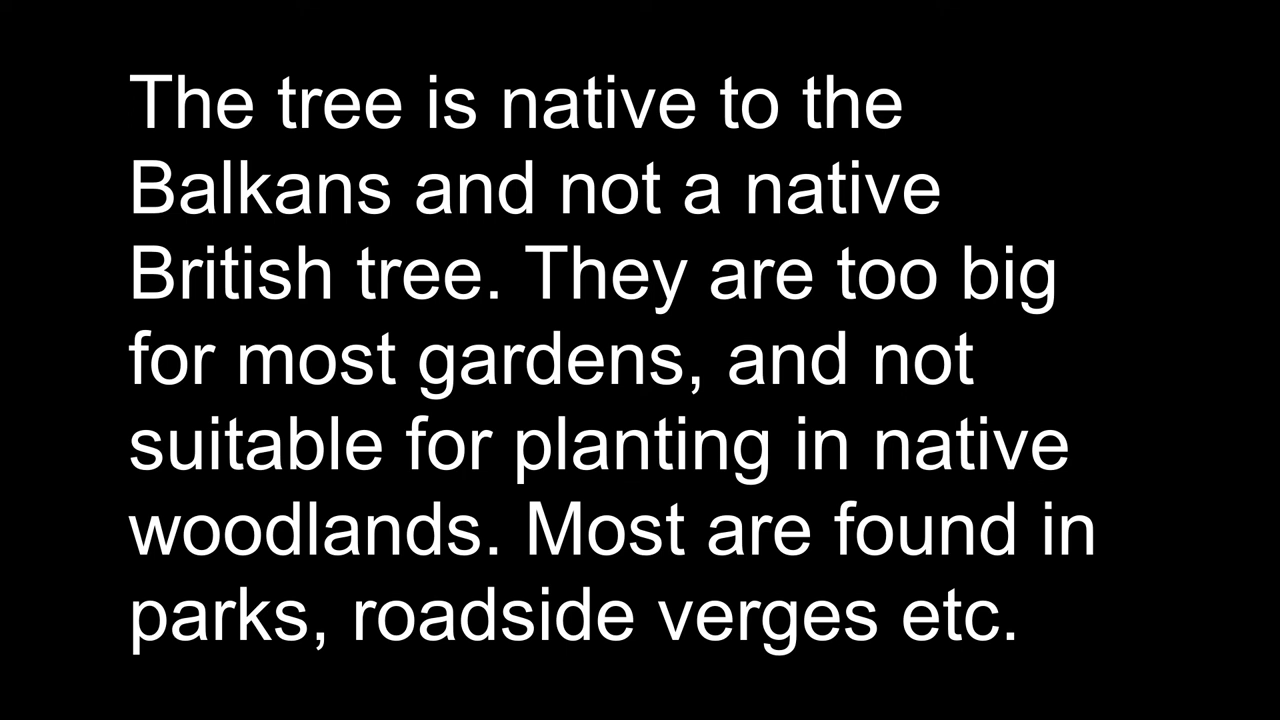 The tree is native to the
Balkans and not a native
British tree. They are too big
for most gardens, and not
suitable for planting in native
woodlands. Most are found in
parks, roadside verges etc.